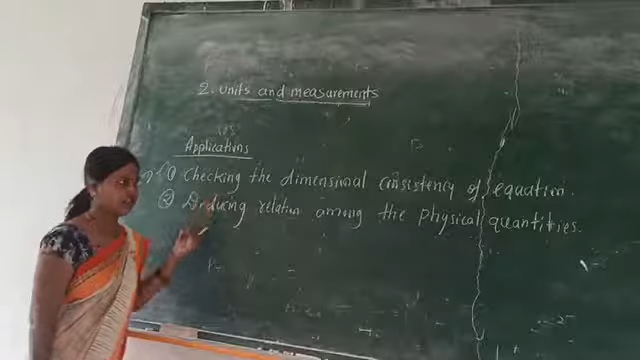 2. Units and measurements
Applications
① Checking the dimensional consistency of equation.
② Deducing relation among the physical quantities.